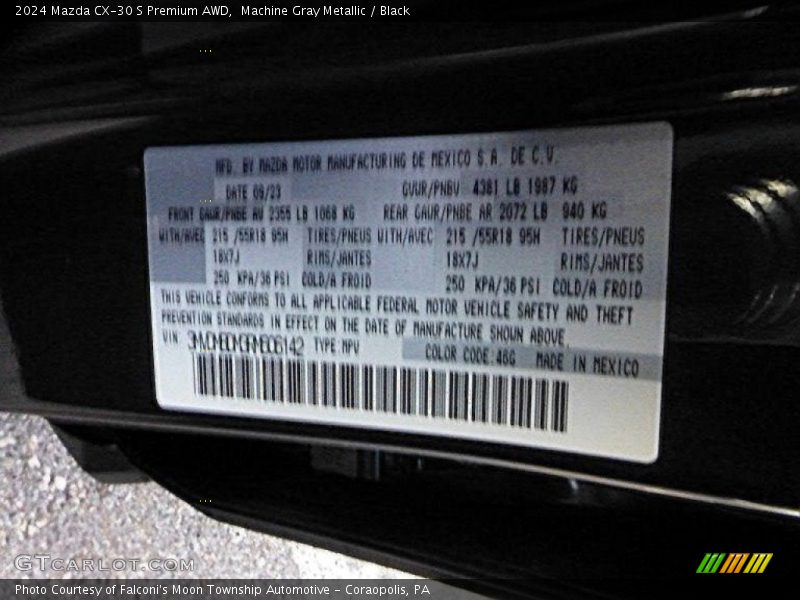 2024 Mazda CX-30 S Premium AWD,  Machine Gray Metallic / Black
MFD. BY MAZDA MOTOR MANUFACTURING DE MEXICO S.A. DE C.V.
DATE 09/23 GVWR/PNBV 4381 LB 1987 KG
FRONT GAWR/PNBE AV 2355 LB 1068 KG REAR GAWR/PNBE AR 2072 LB 940 KG
WITH/AVEC 215 /55R18 95H TIRES/PNEUS WITH/AVEC 215 /55R18 95H TIRES/PNEUS
18X7J RIMS/JANTES 18X7J RIMS/JANTES
250 KPA/36 PSI COLD/A FROID 250 KPA/36 PSI COLD/A FROID
THIS VEHICLE CONFORMS TO ALL APPLICABLE FEDERAL MOTOR VEHICLE SAFETY AND THEFT
PREVENTION STANDARDS IN EFFECT ON THE DATE OF MANUFACTURE SHOWN ABOVE.
VIN TYPE:MPV COLOR CODE:46G MADE IN MEXICO
GTcarlot.com
Photo Courtesy of Falconi's Moon Township Automotive - Coraopolis, PA